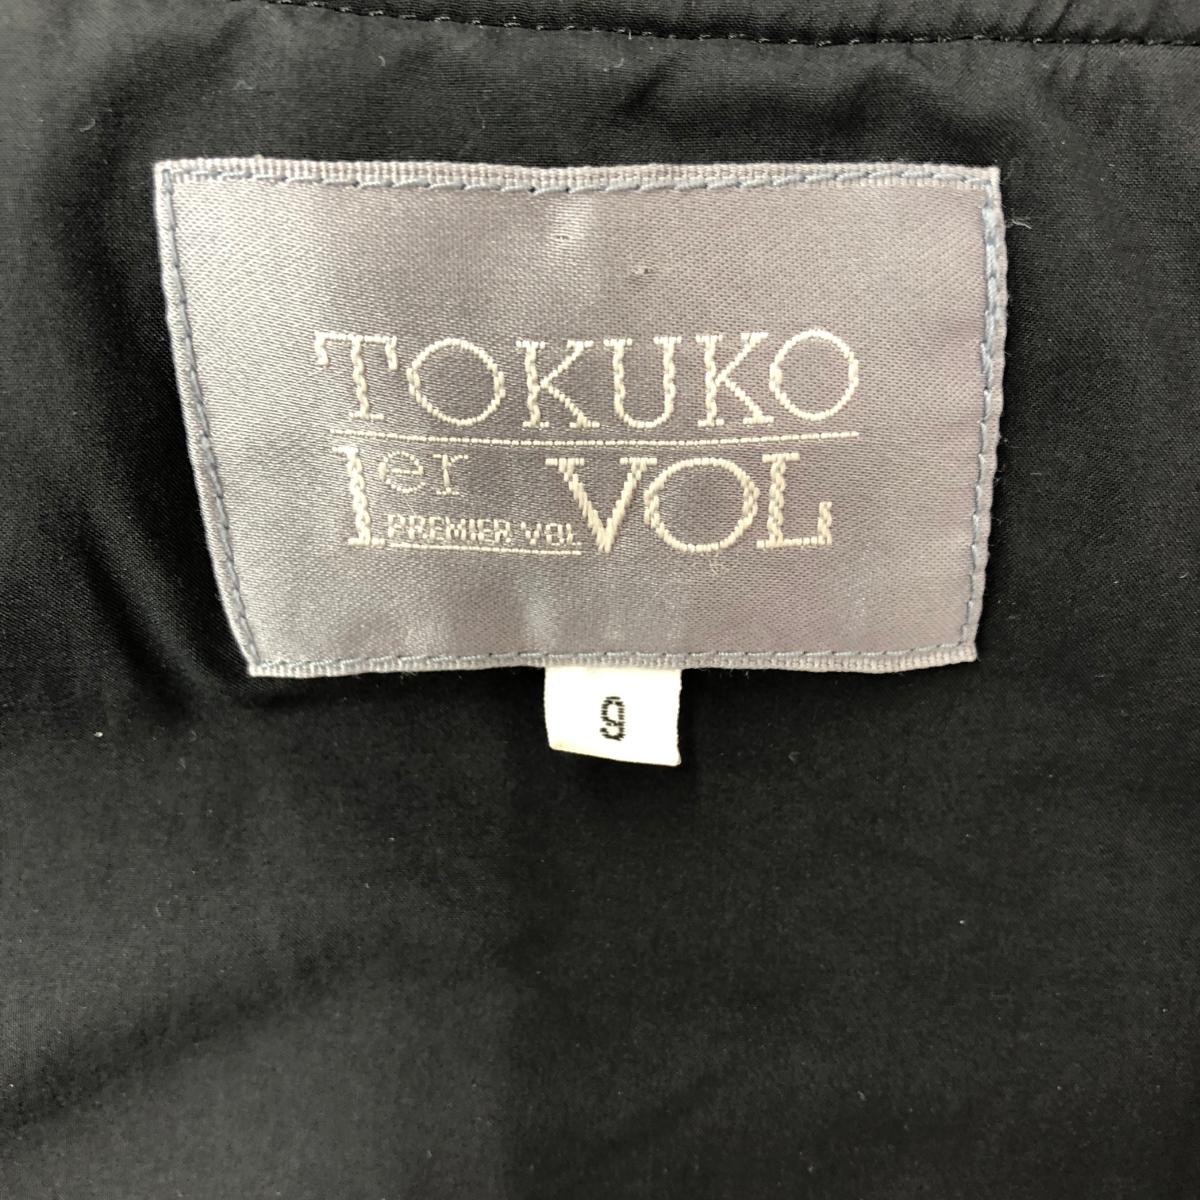 TOKUKO
1er VOL
PREMIER VOL
9